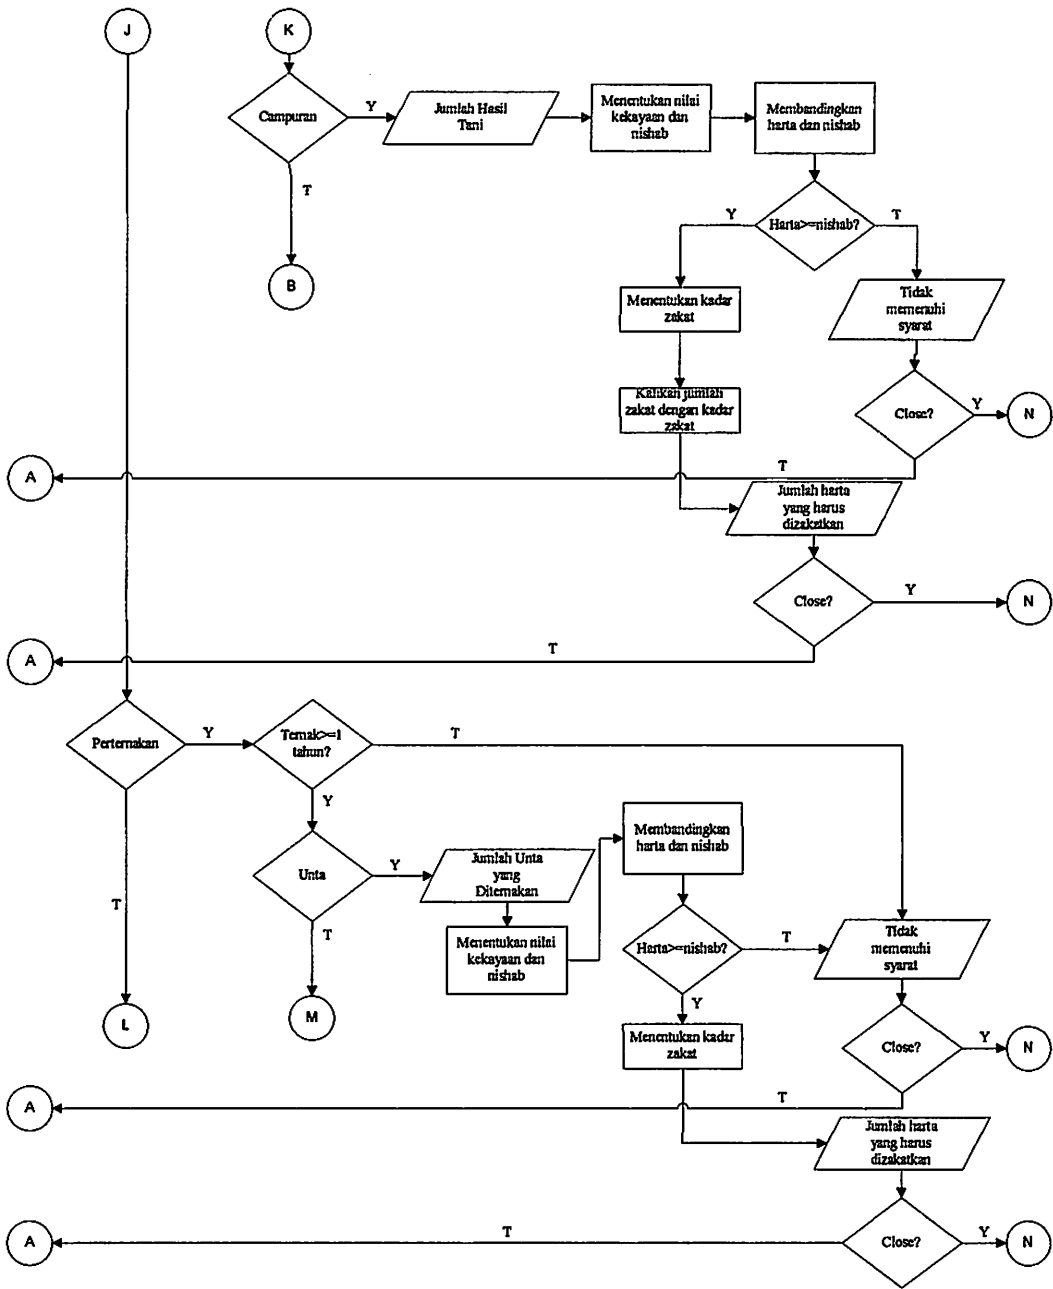 J
K
Campuran
Y
Jumlah Hasil
Tani
Menentukan nilai
kekayaan dan
nishab
Membandingkan
harta dan nishab
T
B
Y
Harta>=nishab?
T
Menentukan kadar
zakat
Tidak
memenuhi
syarat
Kalikan jumlah
zakat dengan kadar
zakat
Close?
Y
N
A
T
Jumlah harta
yang harus
dizakatkan
Close?
Y
N
A
T
Perternakan
Y
Ternak>=1
tahun?
T
Y
Unta
Y
Jumlah Unta
yang
Diternakan
Membandingkan
harta dan nishab
T
T
Menentukan nilai
kekayaan dan
nishab
Harta>=nishab?
T
Tidak
memenuhi
syarat
L
M
Y
Menentukan kadar
zakat
Close?
Y
N
A
T
Jumlah harta
yang harus
dizakatkan
A
T
Close?
Y
N